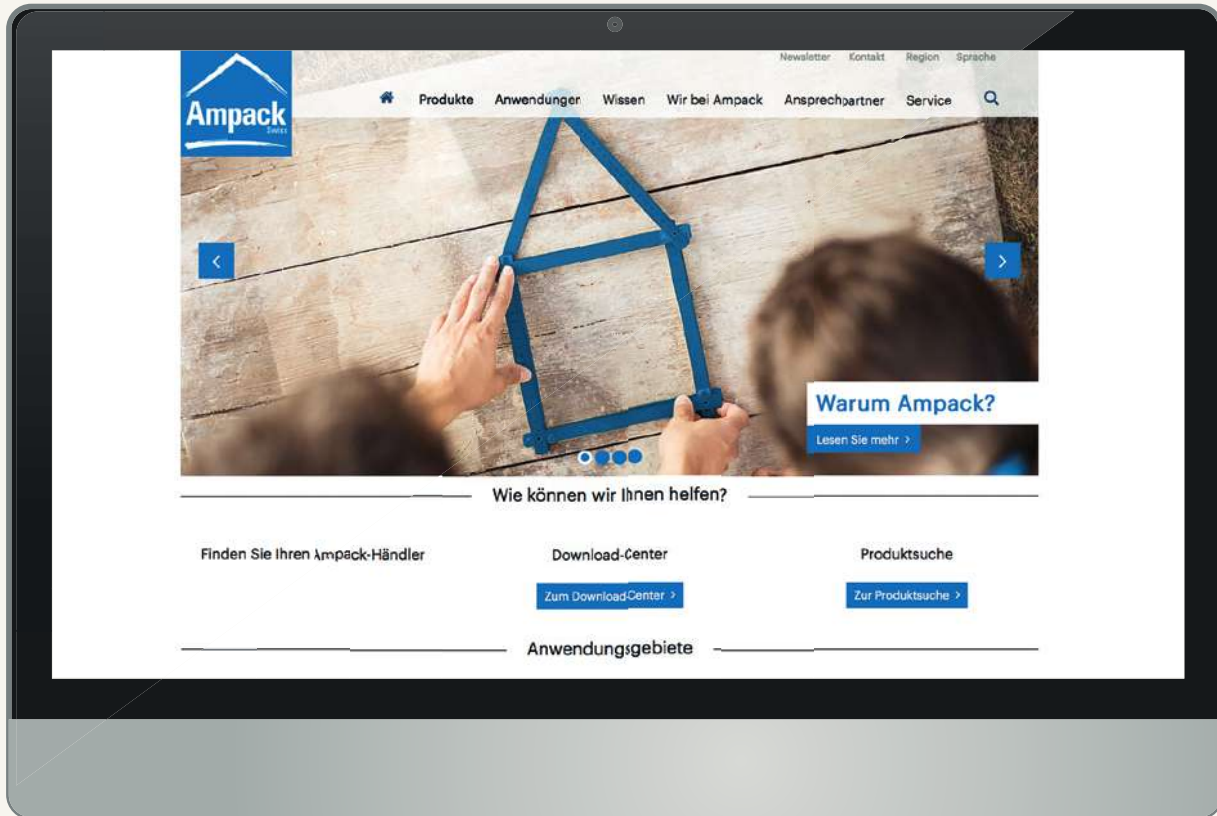 Ampack
Swiss
Newsletter Kontakt Region Sprache
Produkte Anwendungen Wissen Wir bei Ampack Ansprechpartner Service
Warum Ampack?
Lesen Sie mehr >
Wie können wir Ihnen helfen?
Finden Sie Ihren Ampack-Händler
Download-Center
Produktsuche
Zum Download-Center >
Zur Produktsuche >
Anwendungsgebiete